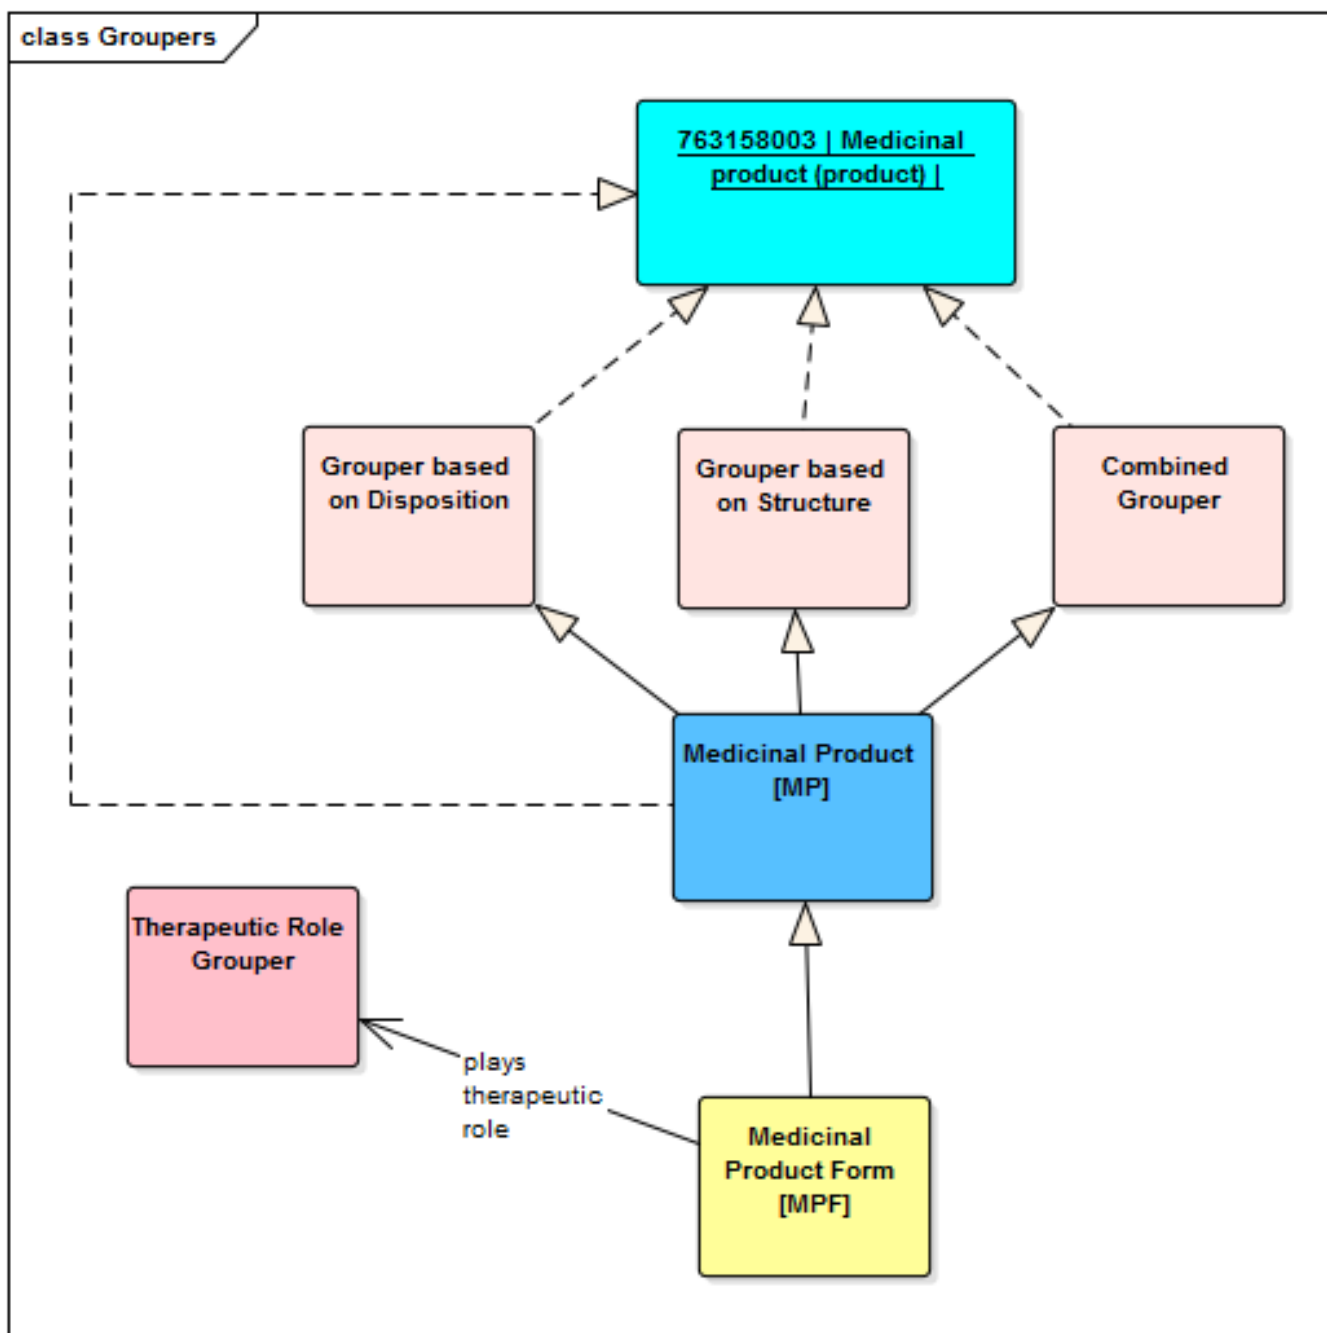 class Groupers
763158003 | Medicinal
product (product) |
Grouper based
on Disposition
Grouper based
on Structure
Combined
Grouper
Medicinal Product
[MP]
Therapeutic Role
Grouper
plays
therapeutic
role
Medicinal
Product Form
[MPF]